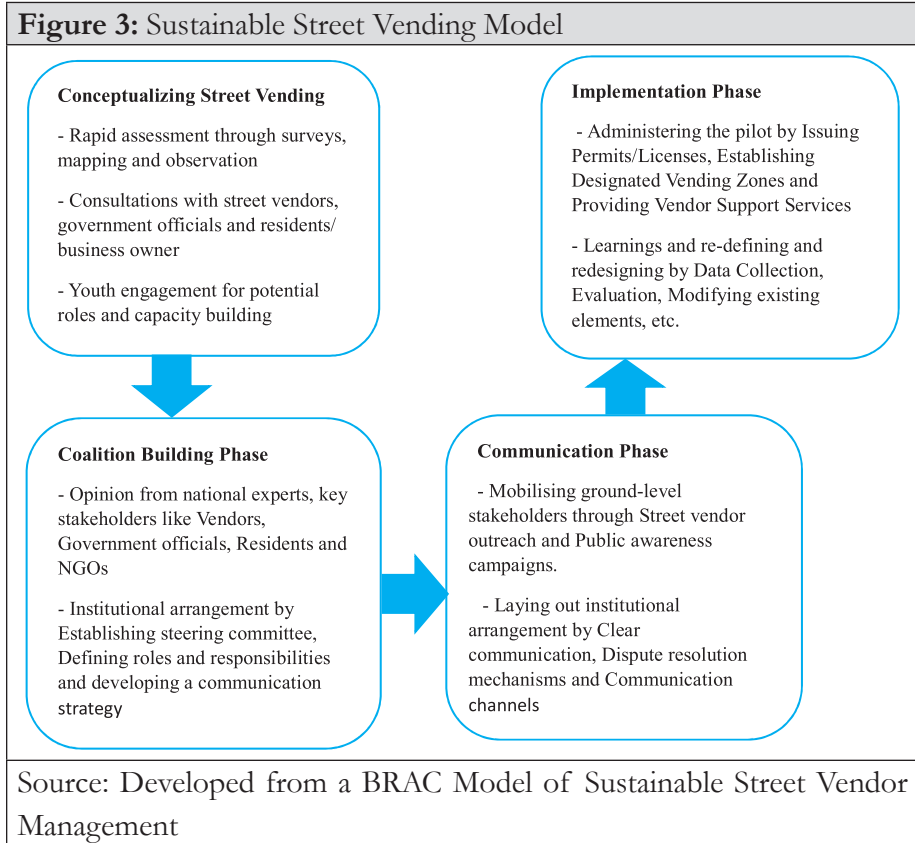 Figure 3: Sustainable Street Vending Model
Conceptualizing Street Vending
- Rapid assessment through surveys,
mapping and observation
- Consultations with street vendors,
government officials and residents/
business owner
- Youth engagement for potential
roles and capacity building
Coalition Building Phase
- Opinion from national experts, key
stakeholders like Vendors,
Government officials, Residents and
NGOs
- Institutional arrangement by
Establishing steering committee,
Defining roles and responsibilities
and developing a communication
strategy
Communication Phase
- Mobilising ground-level
stakeholders through Street vendor
outreach and Public awareness
campaigns.
- Laying out institutional
arrangement by Clear
communication, Dispute resolution
mechanisms and Communication
channels
Implementation Phase
- Administering the pilot by Issuing
Permits/Licenses, Establishing
Designated Vending Zones and
Providing Vendor Support Services
- Learnings and re-defining and
redesigning by Data Collection,
Evaluation, Modifying existing
elements, etc.
Source: Developed from a BRAC Model of Sustainable Street Vendor
Management